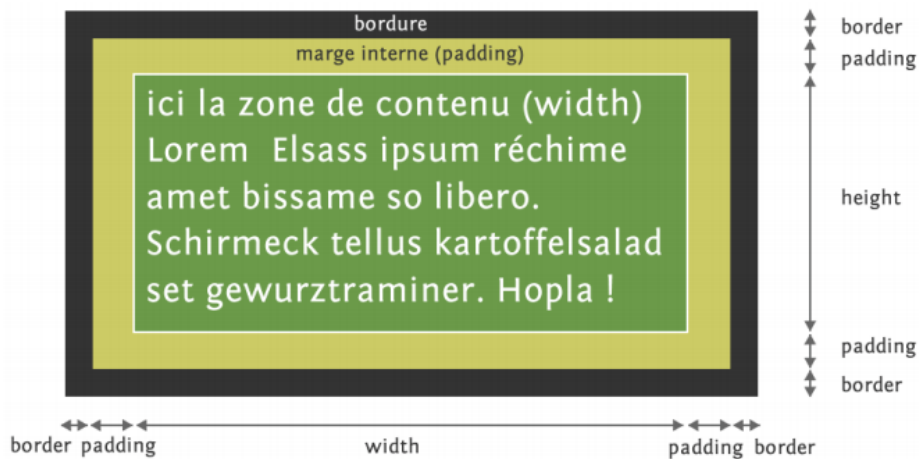 bordure
marge interne (padding)
ici la zone de contenu (width)
Lorem Elsass ipsum réchime
amet bissame so libero.
Schirmeck tellus kartoffelsalad
set gewurztraminer. Hopla !
border
padding
height
padding
border
border padding width padding border